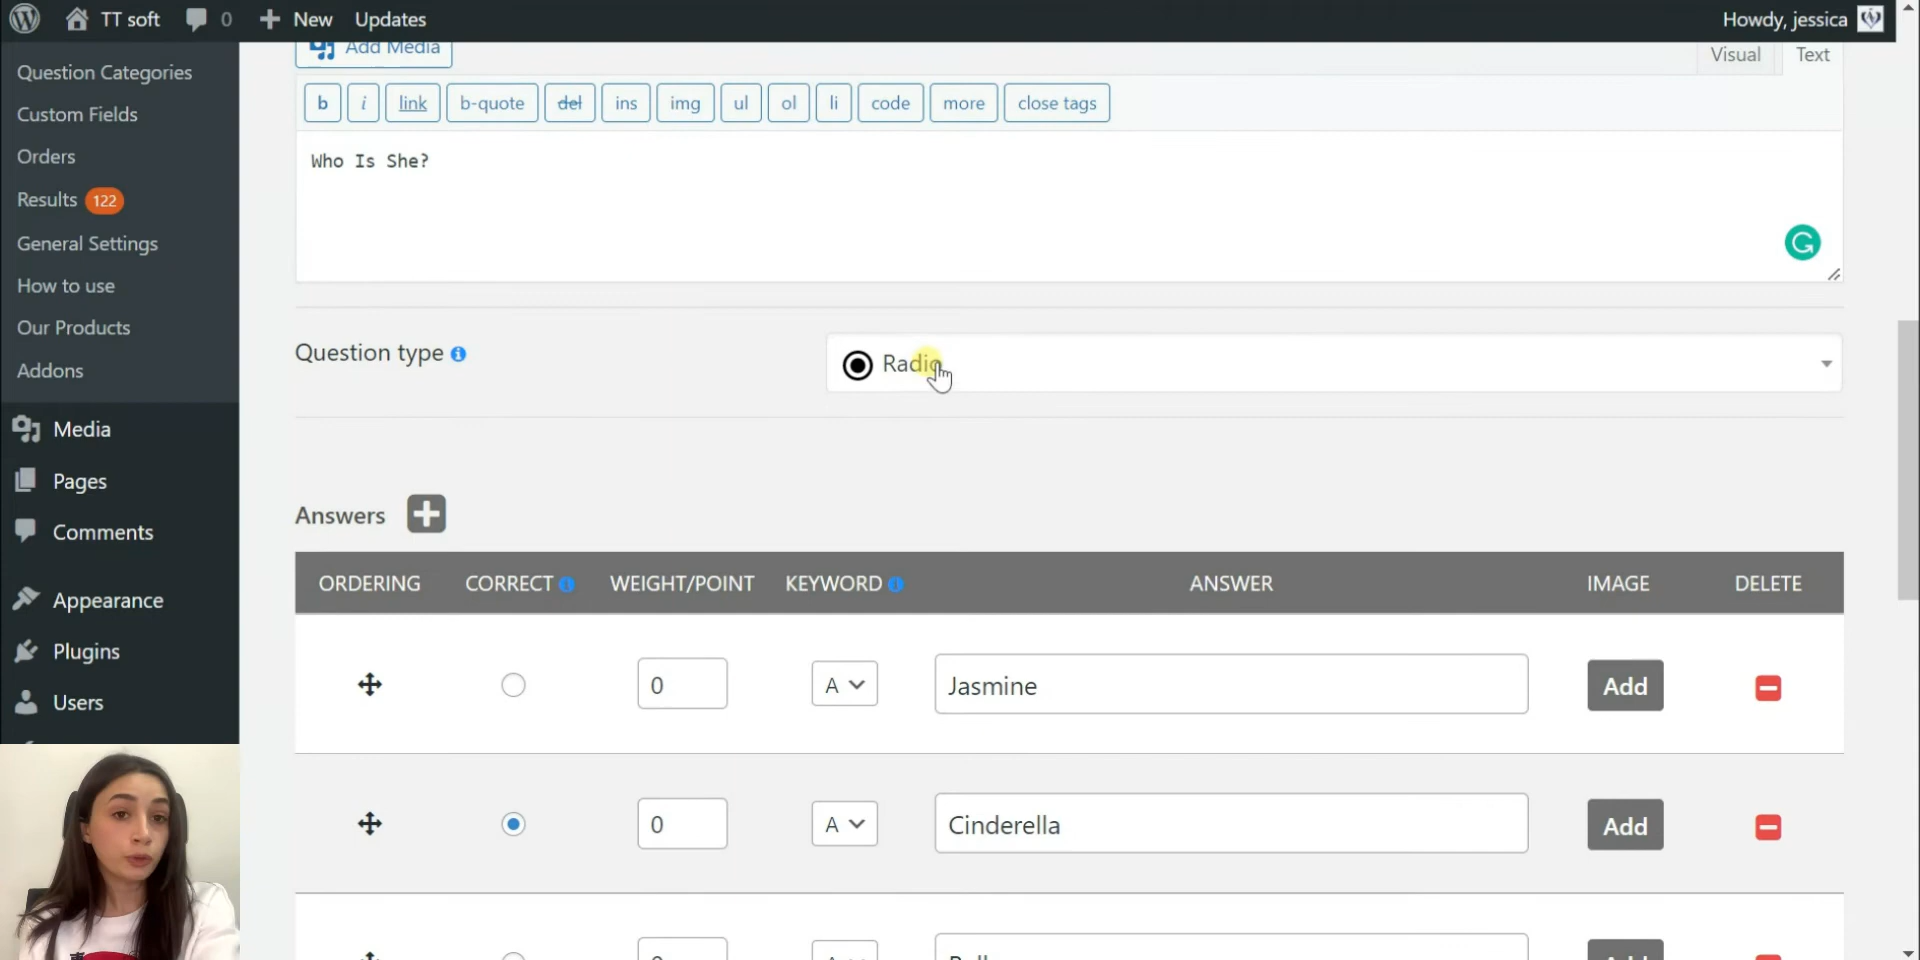 TT soft 0 New Updates Howdy, jessica
Add Media Visual Text
Question Categories
Custom Fields
Orders
Results 122
General Settings
How to use
Our Products
Addons
Media
Pages
Comments
Appearance
Plugins
Users
b i link b-quote del ins img ul ol li code more close tags
Who Is She?
Question type Radio
Answers
ORDERING CORRECT WEIGHT/POINT KEYWORD ANSWER IMAGE DELETE
0 A Jasmine Add
0 A Cinderella Add